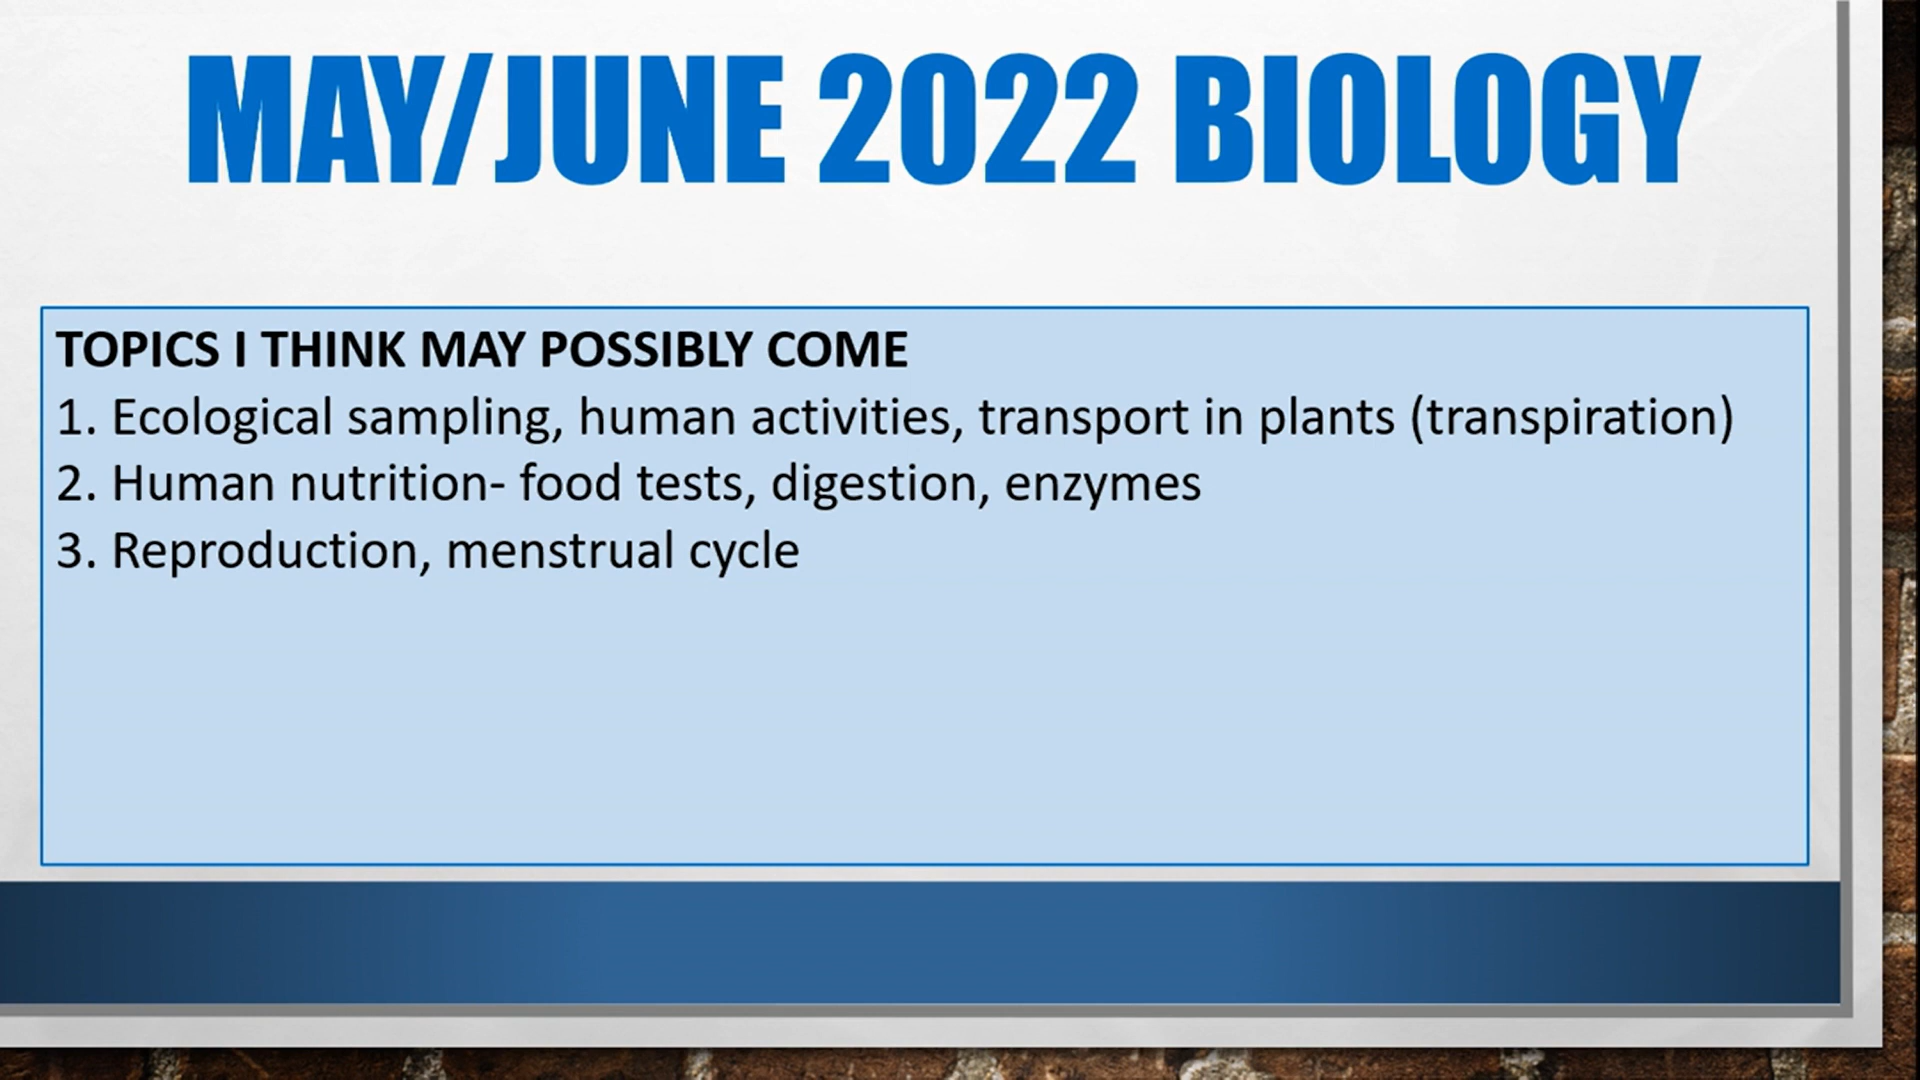 MAY/JUNE 2022 BIOLOGY
TOPICS I THINK MAY POSSIBLY COME
1. Ecological sampling, human activities, transport in plants (transpiration)
2. Human nutrition- food tests, digestion, enzymes
3. Reproduction, menstrual cycle